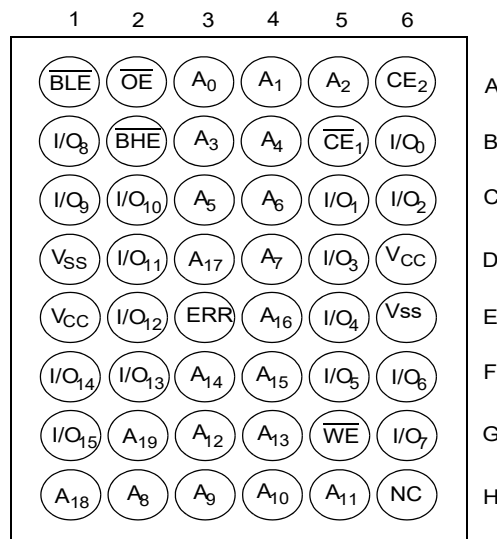 1 2 3 4 5 6
BLE OE A0 A1 A2 CE2 A
I/O8 BHE A3 A4 CE1 I/O0 B
I/O9 I/O10 A5 A6 I/O1 I/O2 C
VSS I/O11 A17 A7 I/O3 VCC D
VCC I/O12 ERR A16 I/O4 Vss E
I/O14 I/O13 A14 A15 I/O5 I/O6 F
I/O15 A19 A12 A13 WE I/O7 G
A18 A8 A9 A10 A11 NC H